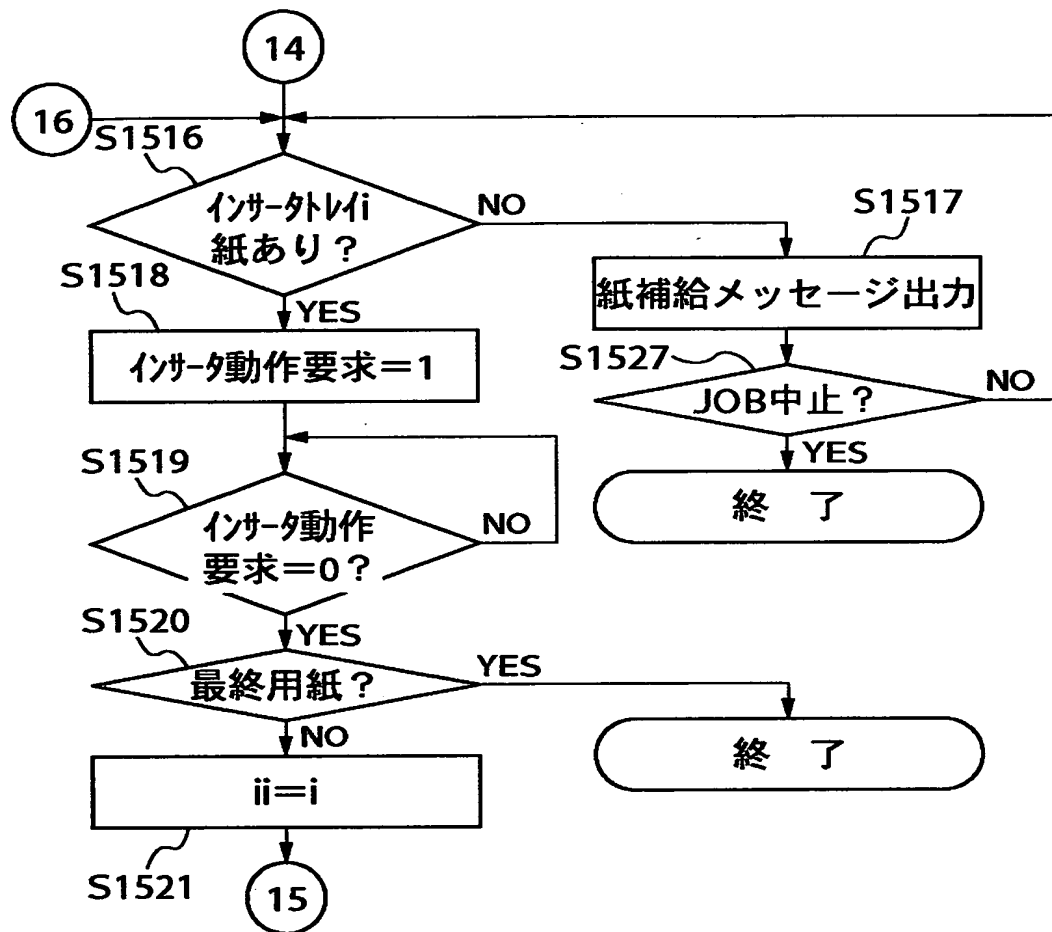 14
16
S1516
インサータトレイi
紙あり？
NO
YES
S1517
紙補給メッセージ出力
S1518
インサータ動作要求＝1
S1527
JOB中止？
NO
YES
終　了
S1519
インサータ動作
要求＝0？
NO
YES
S1520
最終用紙？
YES
NO
終　了
ii＝i
S1521
15